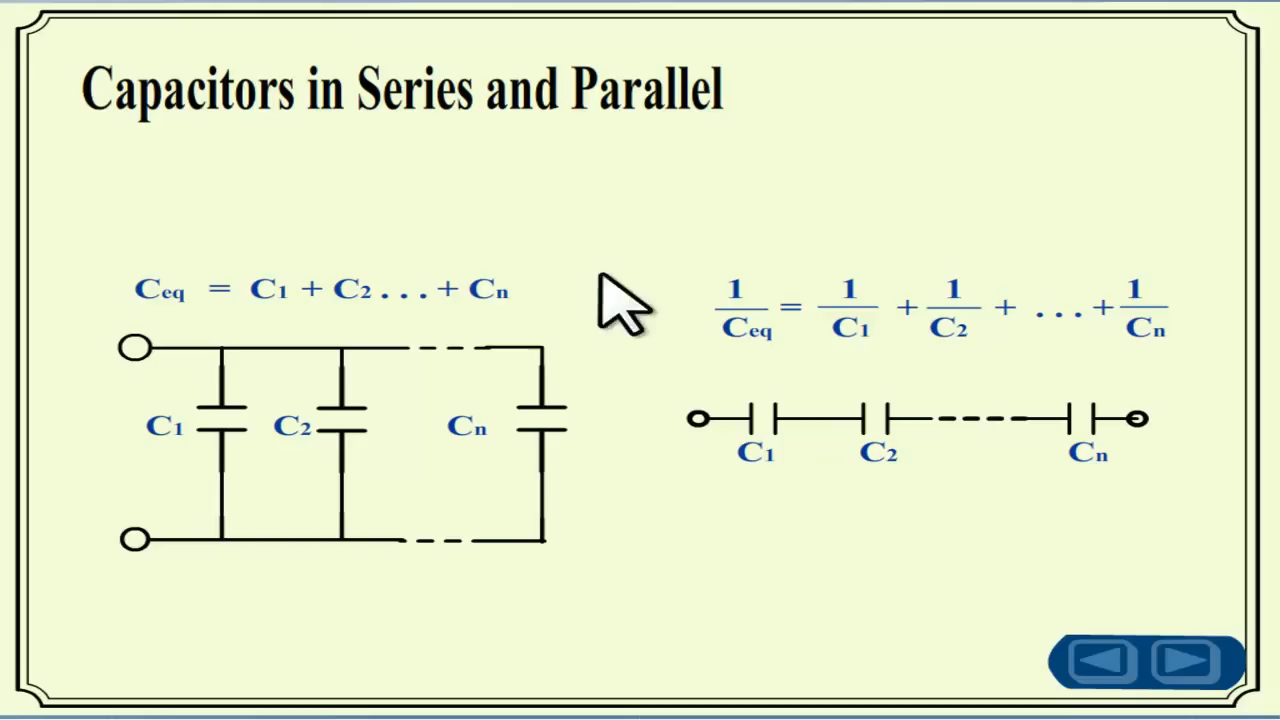 Capacitors in Series and Parallel
Ceq = C1 + C2 . . . + Cn
1/Ceq = 1/C1 + 1/C2 + . . . + 1/Cn
C1 C2 Cn
C1 C2 Cn